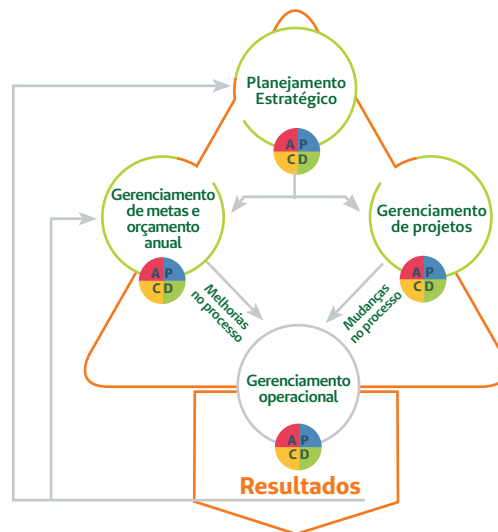 Planejamento
Estratégico
A P
C D
Gerenciamento
de metas e
orçamento
anual
A P
C D
Gerenciamento
de projetos
A P
C D
Melhorias
no processo
Mudanças
no processo
Gerenciamento
operacional
A P
C D
Resultados